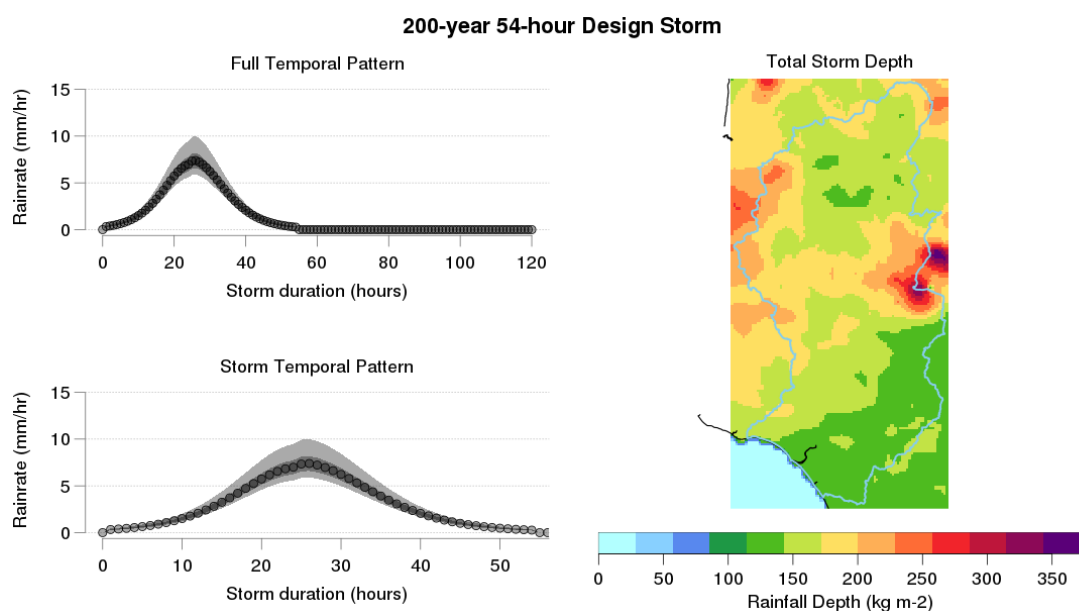 200-year 54-hour Design Storm
Full Temporal Pattern
Rainrate (mm/hr)
15
10
5
0
0 20 40 60 80 100 120
Storm duration (hours)
Storm Temporal Pattern
Rainrate (mm/hr)
15
10
5
0
0 10 20 30 40 50
Storm duration (hours)
Total Storm Depth
0 50 100 150 200 250 300 350
Rainfall Depth (kg m-2)